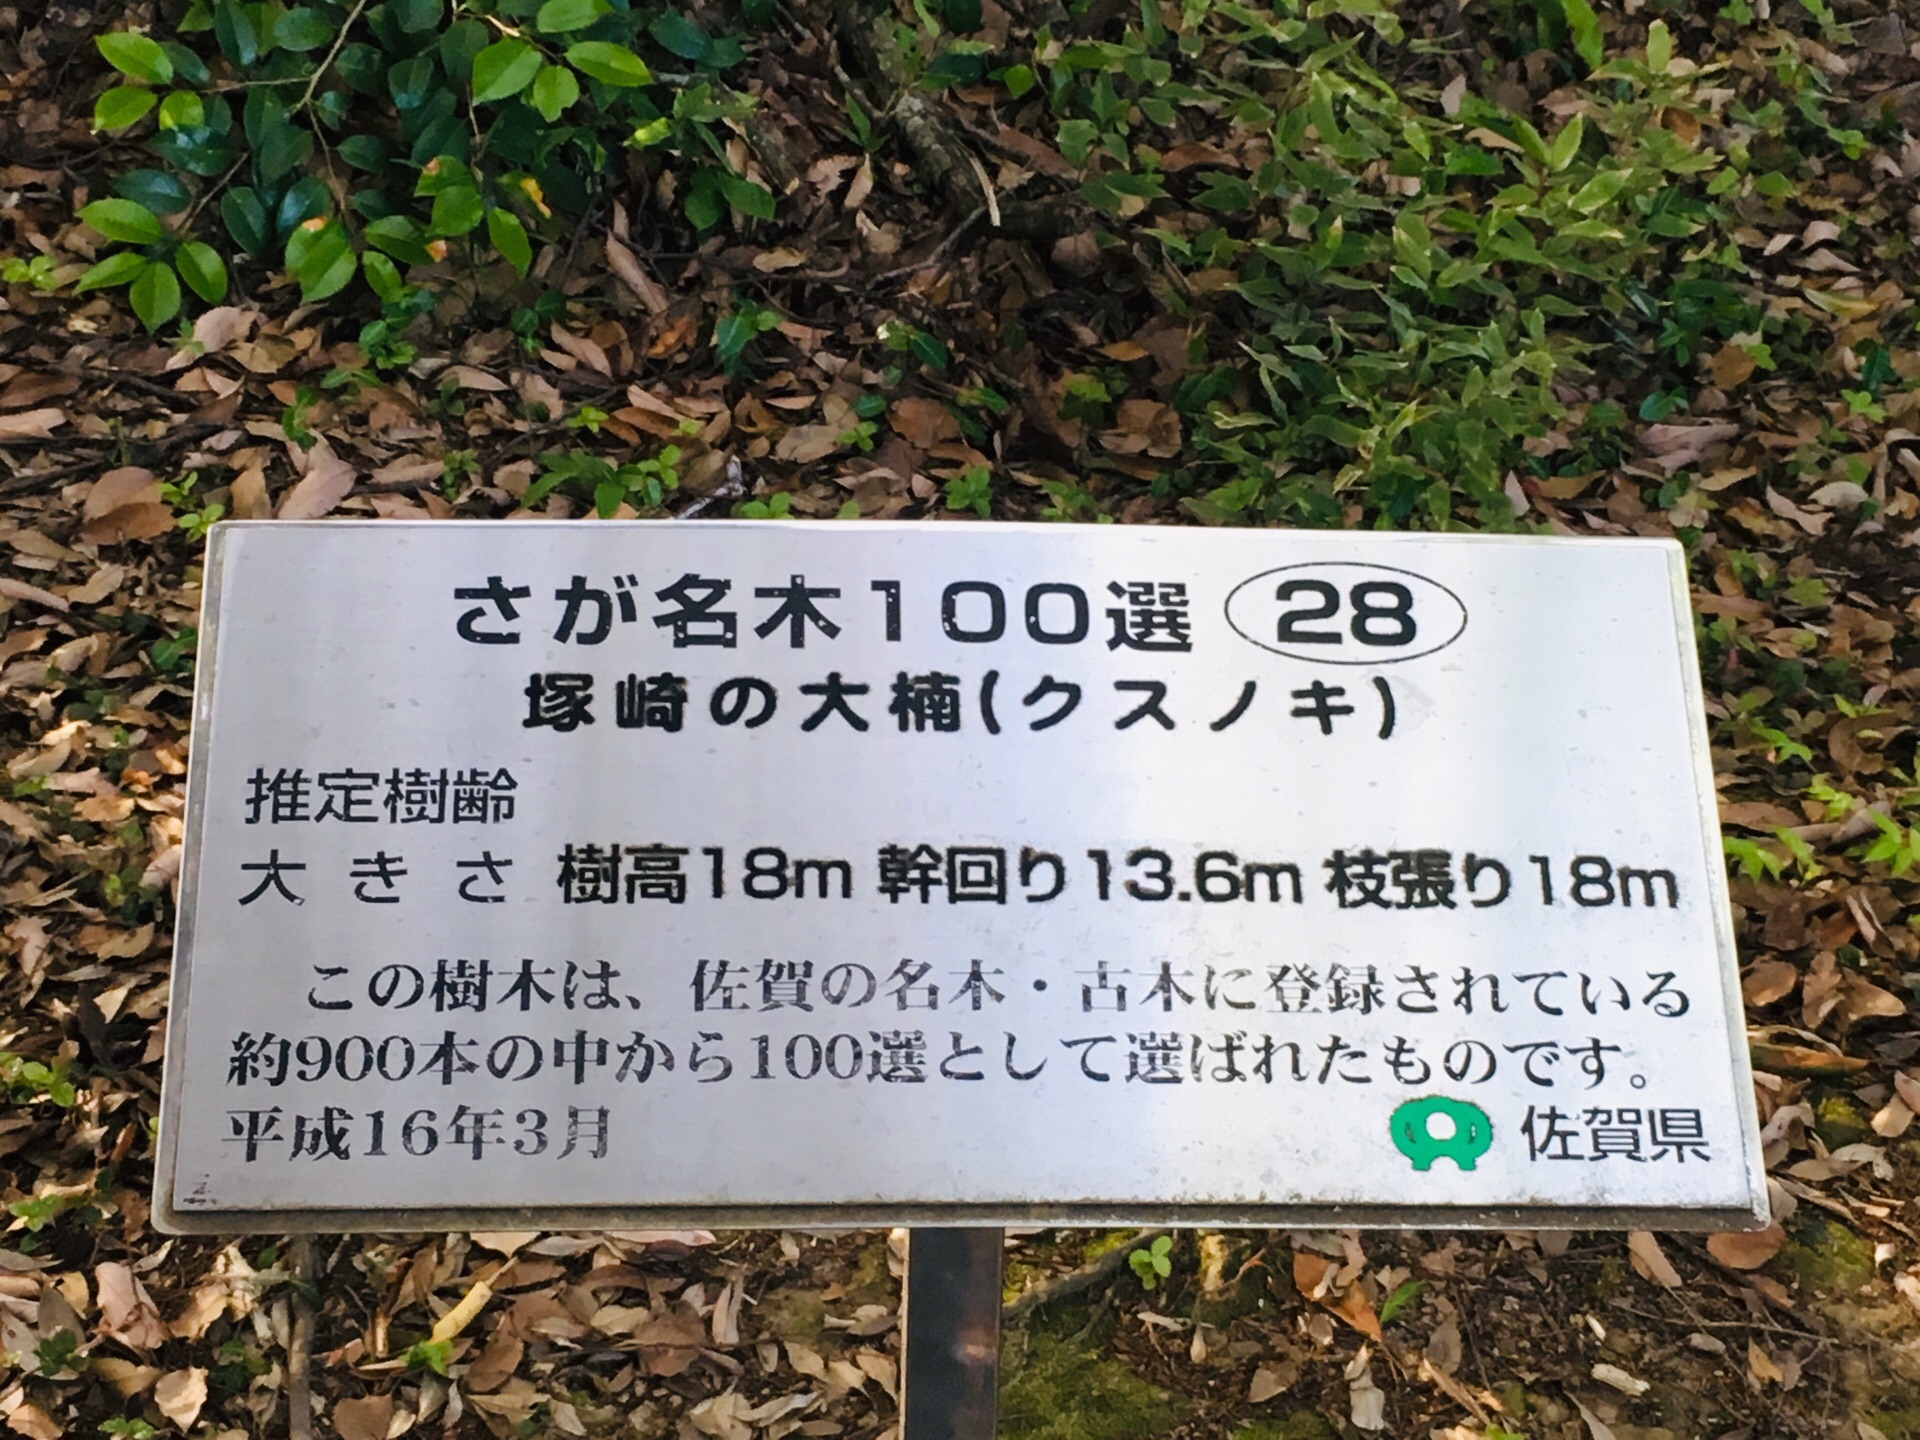 さが名木100選 28
塚崎の大楠(クスノキ)
推定樹齢
大きさ 樹高18m 幹回り13.6m 枝張り18m
この樹木は、佐賀の名木・古木に登録されている
約900本の中から100選として選ばれたものです。
平成16年3月
佐賀県